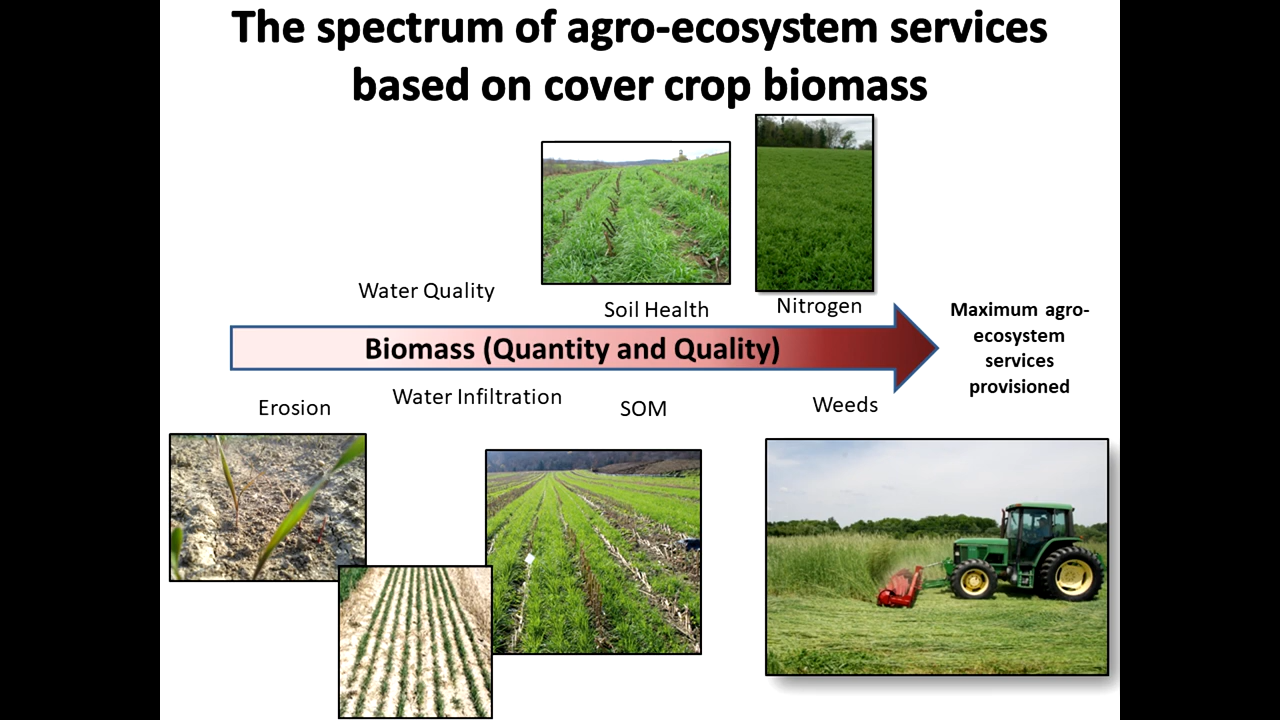 The spectrum of agro-ecosystem services
based on cover crop biomass
Water Quality
Soil Health
Nitrogen
Biomass (Quantity and Quality)
Maximum agro-
ecosystem
services
provisioned
Erosion
Water Infiltration
SOM
Weeds